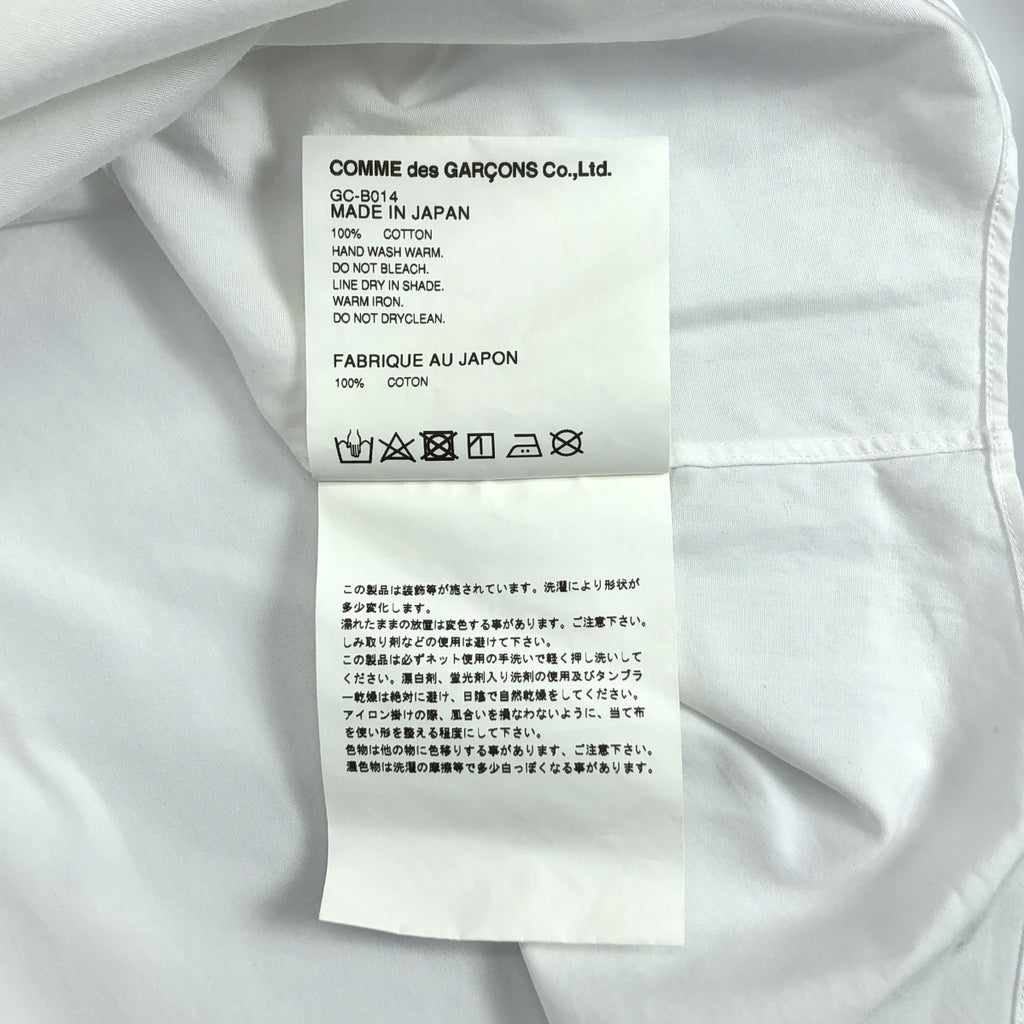 COMME des GARÇONS Co.,Ltd.
GC-B014
MADE IN JAPAN
100% COTTON
HAND WASH WARM.
DO NOT BLEACH.
LINE DRY IN SHADE.
WARM IRON.
DO NOT DRYCLEAN.
FABRIQUE AU JAPON
100% COTON
この製品は装飾等が施されています。洗濯により形状が
多少変化します。
濡れたままの放置は変色する事があります。ご注意下さい。
しみ取り剤などの使用は避けて下さい。
この製品は必ずネット使用の手洗いで軽く押し洗いして
ください。漂白剤、蛍光剤入り洗剤の使用及びタンブラ
ー乾燥は絶対に避け、日陰で自然乾燥をしてください。
アイロン掛けの際、風合いを損なわないように、当て布
を使い形を整える程度にして下さい。
色物は他の物に色移りする事があります、ご注意下さい。
濃色物は洗濯の摩擦等で多少白っぽくなる事があります。